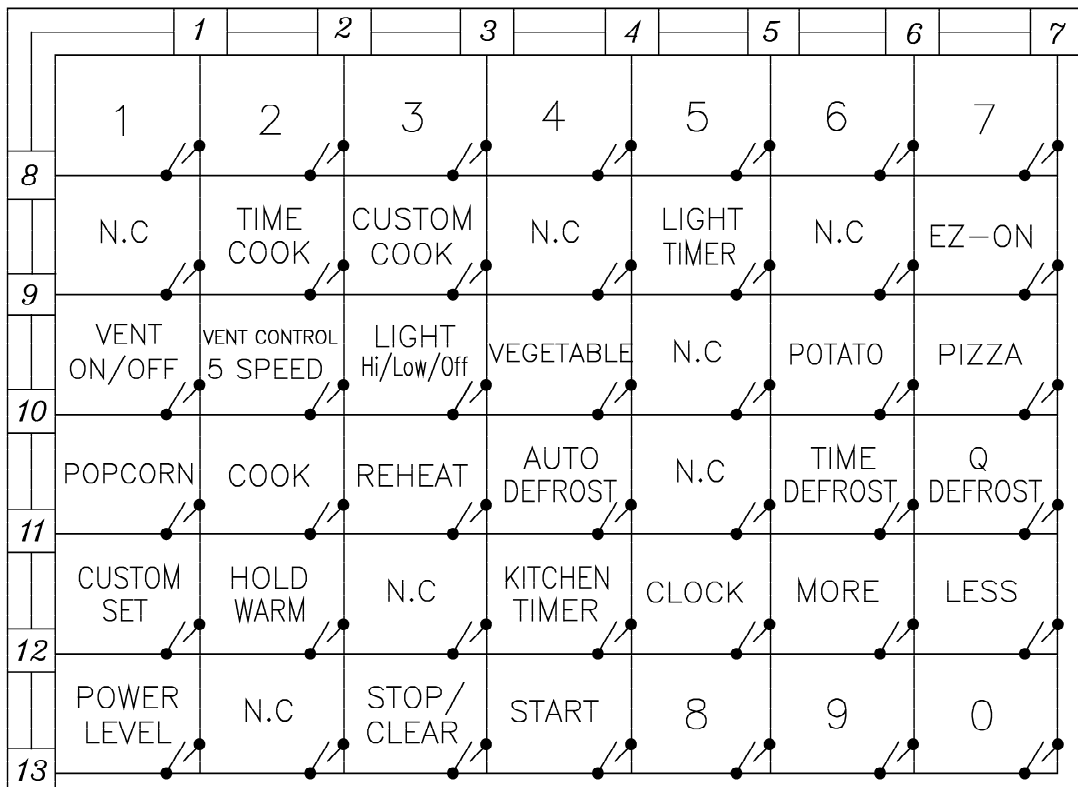 1 2 3 4 5 6 7
1 2 3 4 5 6 7
8
N.C TIME COOK CUSTOM COOK N.C LIGHT TIMER N.C EZ-ON
9
VENT ON/OFF VENT CONTROL 5 SPEED LIGHT Hi/Low/Off VEGETABLE N.C POTATO PIZZA
10
POPCORN COOK REHEAT AUTO DEFROST N.C TIME DEFROST Q DEFROST
11
CUSTOM SET HOLD WARM N.C KITCHEN TIMER CLOCK MORE LESS
12
POWER LEVEL N.C STOP/ CLEAR START 8 9 0
13